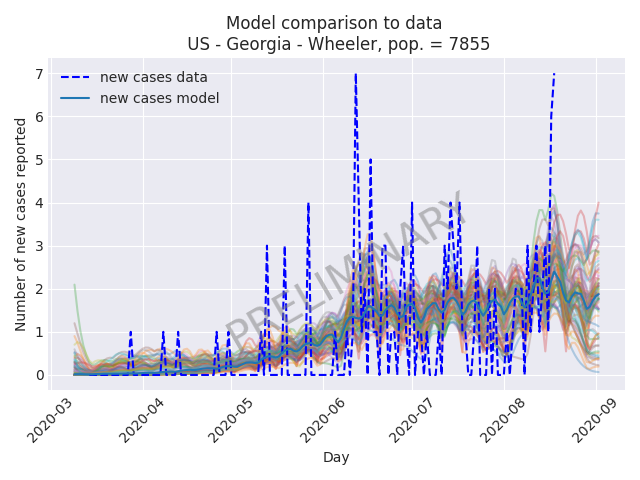 Model comparison to data
US - Georgia - Wheeler, pop. = 7855
new cases data
new cases model
PRELIMINARY
Number of new cases reported
7
6
5
4
3
2
1
0
2020-03
2020-04
2020-05
2020-06
2020-07
2020-08
2020-09
Day